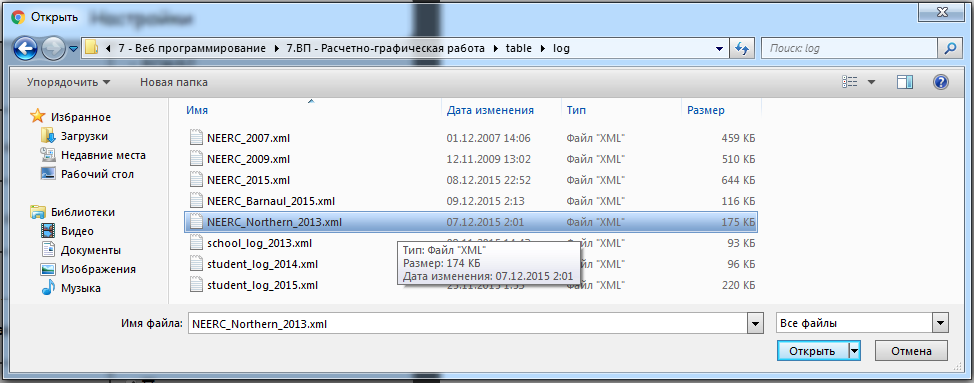 Открыть
Настройки
7 - Веб программирование 7.ВП - Расчетно-графическая работа table log
Поиск: log
Упорядочить Новая папка
Имя Дата изменения Тип Размер
Избранное
Загрузки
Недавние места
Рабочий стол
Библиотеки
Видео
Документы
Изображения
Музыка
NEERC_2007.xml 01.12.2007 14:06 Файл "XML" 459 КБ
NEERC_2009.xml 12.11.2009 13:02 Файл "XML" 510 КБ
NEERC_2015.xml 08.12.2015 22:52 Файл "XML" 644 КБ
NEERC_Barnaul_2015.xml 09.12.2015 2:13 Файл "XML" 116 КБ
NEERC_Northern_2013.xml 07.12.2015 2:01 Файл "XML" 175 КБ
school_log_2013.xml Файл "XML" 93 КБ
student_log_2014.xml Файл "XML" 96 КБ
student_log_2015.xml Файл "XML" 220 КБ
Тип: Файл "XML"
Размер: 174 КБ
Дата изменения: 07.12.2015 2:01
Имя файла: NEERC_Northern_2013.xml Все файлы
Открыть Отмена